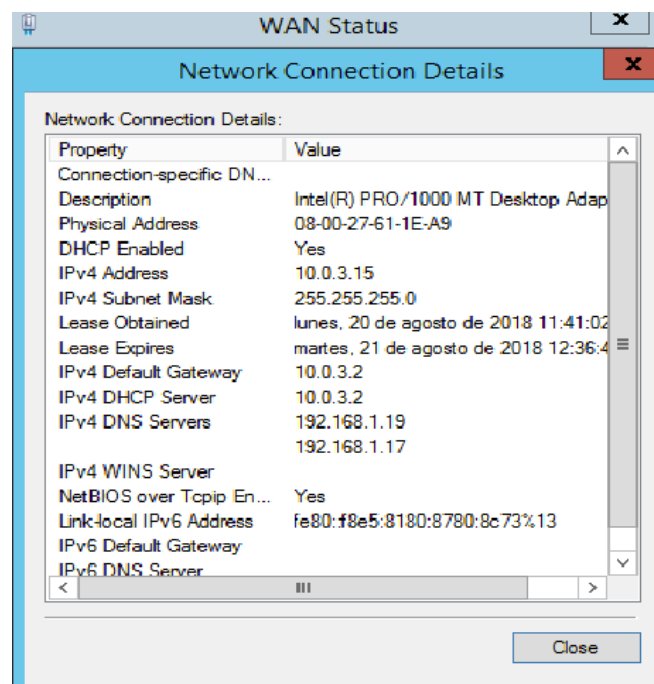 WAN Status
Network Connection Details
Network Connection Details:
Property Value
Connection-specific DN...
Description Intel(R) PRO/1000 MT Desktop Adap
Physical Address 08-00-27-61-1E-A9
DHCP Enabled Yes
IPv4 Address 10.0.3.15
IPv4 Subnet Mask 255.255.255.0
Lease Obtained lunes, 20 de agosto de 2018 11:41:02
Lease Expires martes, 21 de agosto de 2018 12:36:4
IPv4 Default Gateway 10.0.3.2
IPv4 DHCP Server 10.0.3.2
IPv4 DNS Servers 192.168.1.19
192.168.1.17
IPv4 WINS Server
NetBIOS over Tcpip En... Yes
Link-local IPv6 Address fe80::f8e5:8180:8780:8c73%13
IPv6 Default Gateway
IPv6 DNS Server
Close